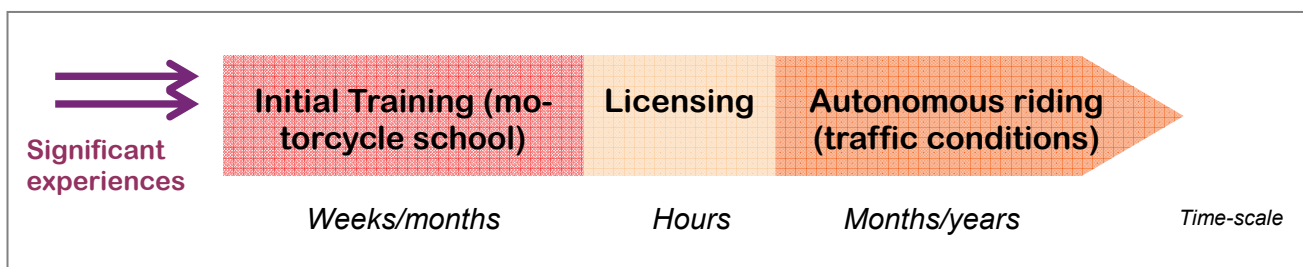 Initial Training (mo-
torcycle school)
Licensing
Autonomous riding
(traffic conditions)
Significant
experiences
Weeks/months
Hours
Months/years
Time-scale